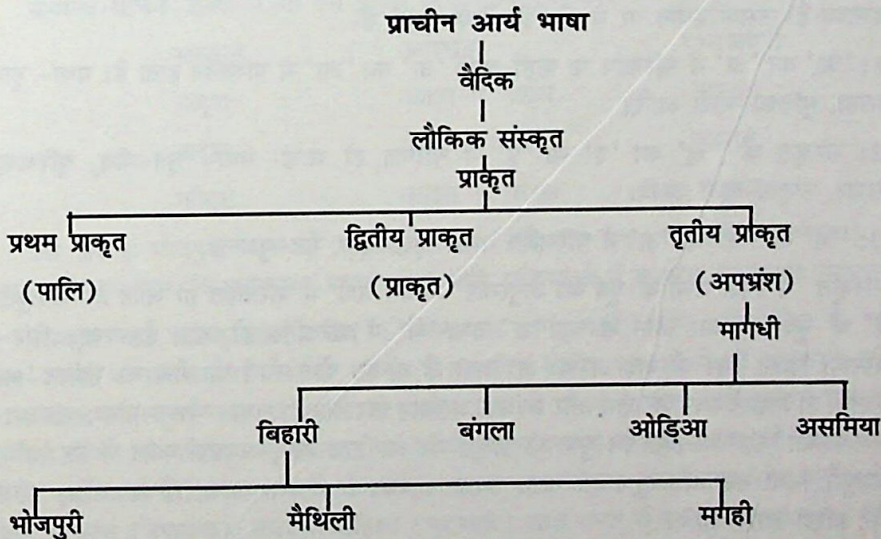 प्राचीन आर्य भाषा
वैदिक
लौकिक संस्कृत
प्राकृत
प्रथम प्राकृत द्वितीय प्राकृत तृतीय प्राकृत
(पालि) (प्राकृत) (अपभ्रंश)
मागधी
बिहारी बंगला ओड़िआ असमिया
भोजपुरी मैथिली मगही